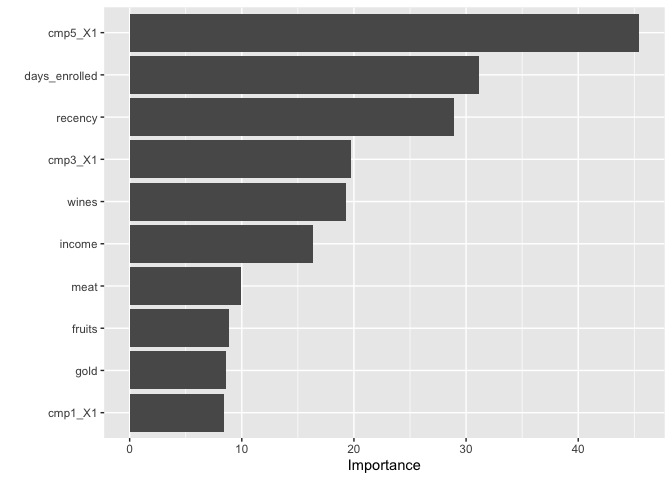 cmp5_X1
days_enrolled
recency
cmp3_X1
wines
income
meat
fruits
gold
cmp1_X1
0 10 20 30 40
Importance